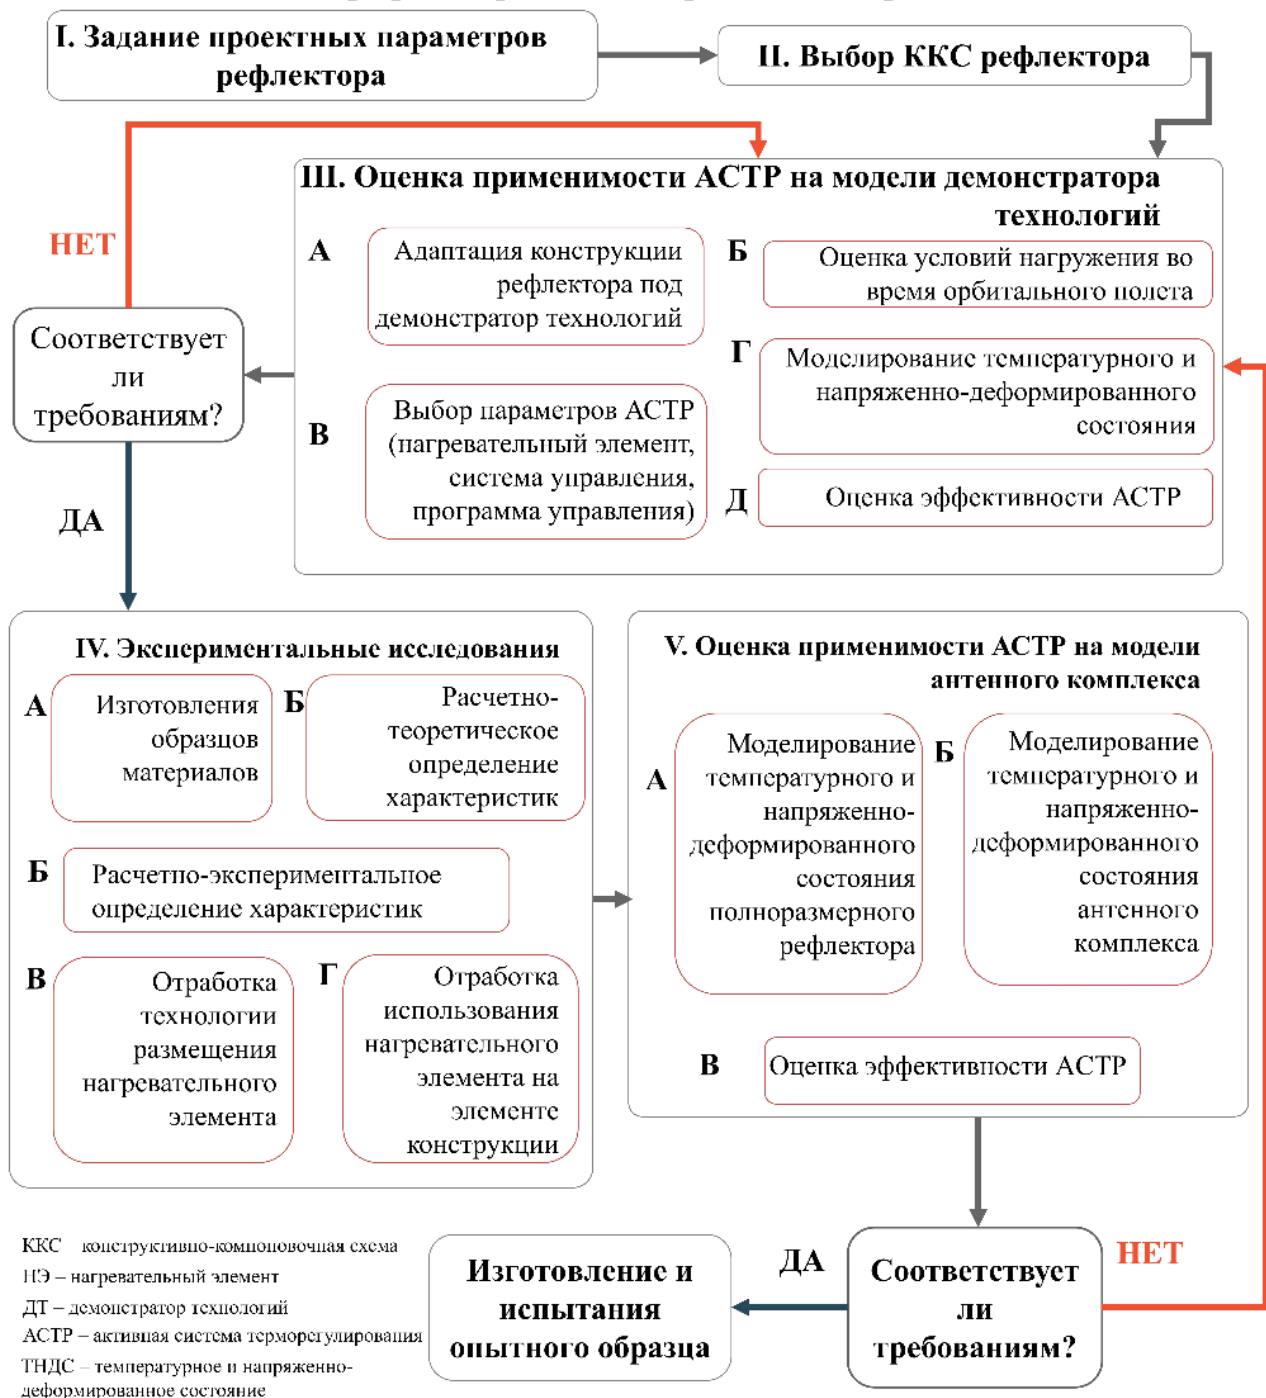 I. Задание проектных параметров
рефлектора
II. Выбор ККС рефлектора
III. Оценка применимости АСТР на модели демонстратора
технологий
НЕТ
А
Адаптация конструкции
рефлектора под
демонстратор технологий
Б
Оценка условий нагружения во
время орбитального полета
Соответствует
ли
требованиям?
В
Выбор параметров АСТР
(нагревательный элемент,
система управления,
программа управления)
Г
Моделирование температурного и
напряженно-деформированного
состояния
Д
Оценка эффективности АСТР
ДА
IV. Экспериментальные исследования
А
Изготовления
образцов
материалов
Б
Расчетно-
теоретическое
определение
характеристик
Б
Расчетно-экспериментальное
определение характеристик
В
Отработка
технологии
размещения
нагревательного
элемента
Г
Отработка
использования
нагревательного
элемента на
элементе
конструкции
V. Оценка применимости АСТР на модели
антенного комплекса
А
Моделирование
температурного и
напряженно-
деформированного
состояния
полноразмерного
рефлектора
Б
Моделирование
температурного и
напряженно-
деформированного
состояния
антенного
комплекса
В
Оценка эффективности АСТР
Соответствует
ли
требованиям?
НЕТ
ДА
Изготовление и
испытания
опытного образца
ККС конструктивно-компоновочная схема
НЭ – нагревательный элемент
ДТ – демонстратор технологий
АСТР – активная система терморегулирования
ТНДС – температурное и напряженно-
деформированное состояние